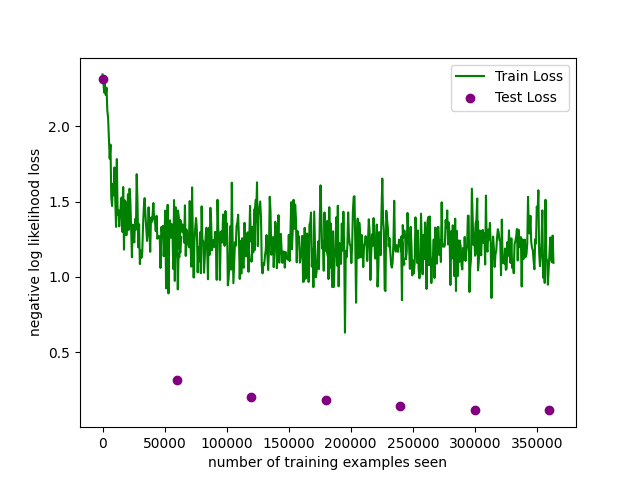 Train Loss
Test Loss
2.0
1.5
1.0
0.5
negative log likelihood loss
0 50000 100000 150000 200000 250000 300000 350000
number of training examples seen